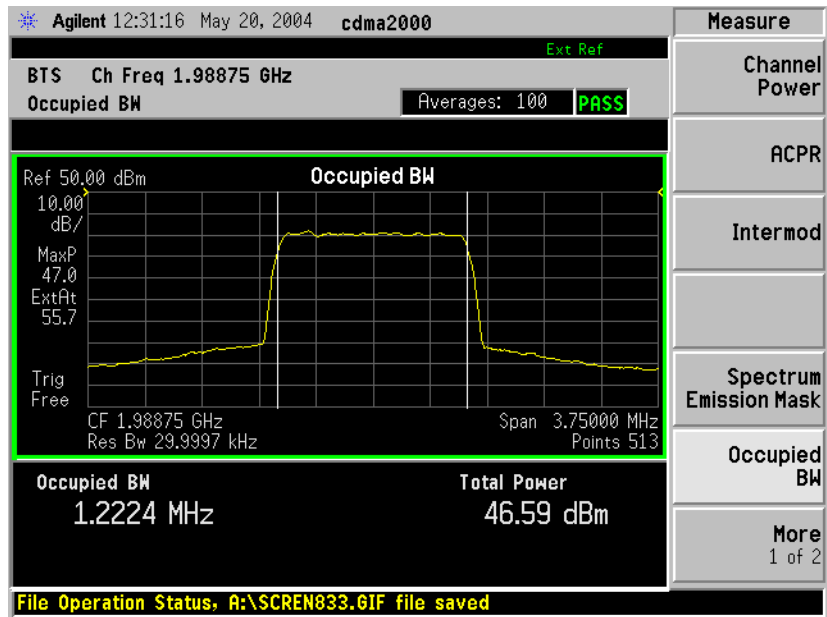 Agilent 12:31:16 May 20, 2004 cdma2000
Ext Ref
BTS Ch Freq 1.98875 GHz
Occupied BW
Averages: 100 PASS
Ref 50.00 dBm
Occupied BW
10.00
dB/
MaxP
47.0
ExtAt
55.7
Trig
Free
CF 1.98875 GHz
Span 3.75000 MHz
Res Bw 29.9997 kHz
Points 513
Occupied BW
1.2224 MHz
Total Power
46.59 dBm
File Operation Status, A:\SCREN833.GIF file saved
Measure
Channel
Power
ACPR
Intermod
Spectrum
Emission Mask
Occupied
BW
More
1 of 2